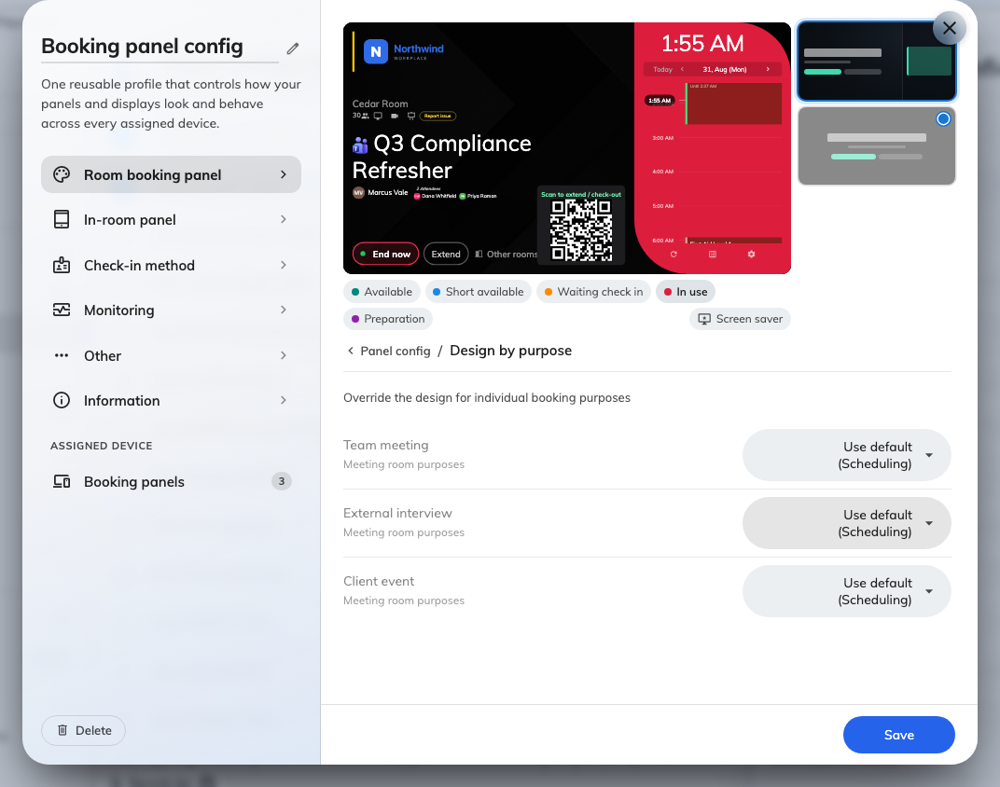 Booking panel config
One reusable profile that controls how your
panels and displays look and behave
across every assigned device.
Room booking panel
In-room panel
Check-in method
Monitoring
Other
Information
ASSIGNED DEVICE
Booking panels
3
Delete
N
Northwind
WORKPLACE
Cedar Room
30
Report issue
Q3 Compliance
Refresher
MV
Marcus Vale
2 Attendees
Dana Whitfield
Priya Raman
Scan to extend / check-out
End now
Extend
Other rooms
1:55 AM
Today
31, Aug (Mon)
Until 2:37 AM
1:55 AM
3:00 AM
4:00 AM
5:00 AM
6:00 AM
Available
Short available
Waiting check in
In use
Preparation
Screen saver
Panel config / Design by purpose
Override the design for individual booking purposes
Team meeting
Meeting room purposes
Use default
(Scheduling)
External interview
Meeting room purposes
Use default
(Scheduling)
Client event
Meeting room purposes
Use default
(Scheduling)
Save